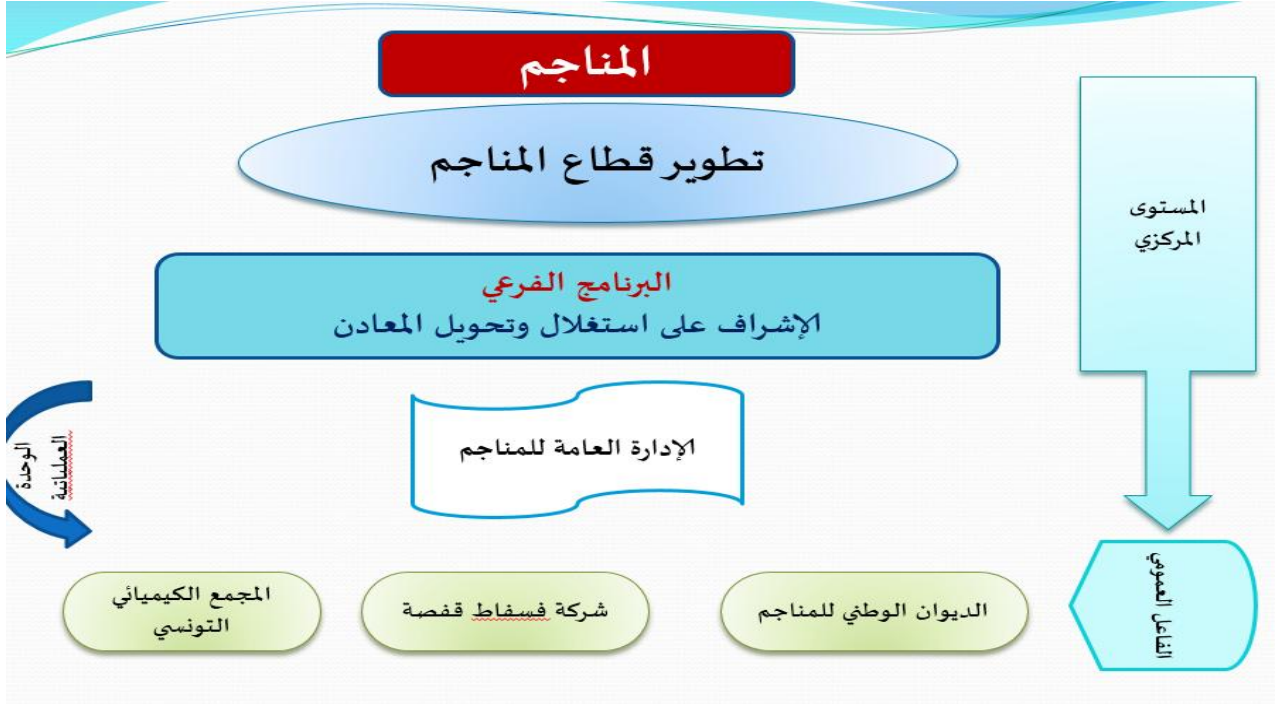 المناجم
تطوير قطاع المناجم
المستوى
المركزي
البرنامج الفرعي
الإشراف على استغلال وتحويل المعادن
الإدارة العامة للمناجم
الوحدة
العملياتية
الفاعل العمومي
الديوان الوطني للمناجم
شركة فسفاط قفصة
المجمع الكيميائي
التونسي